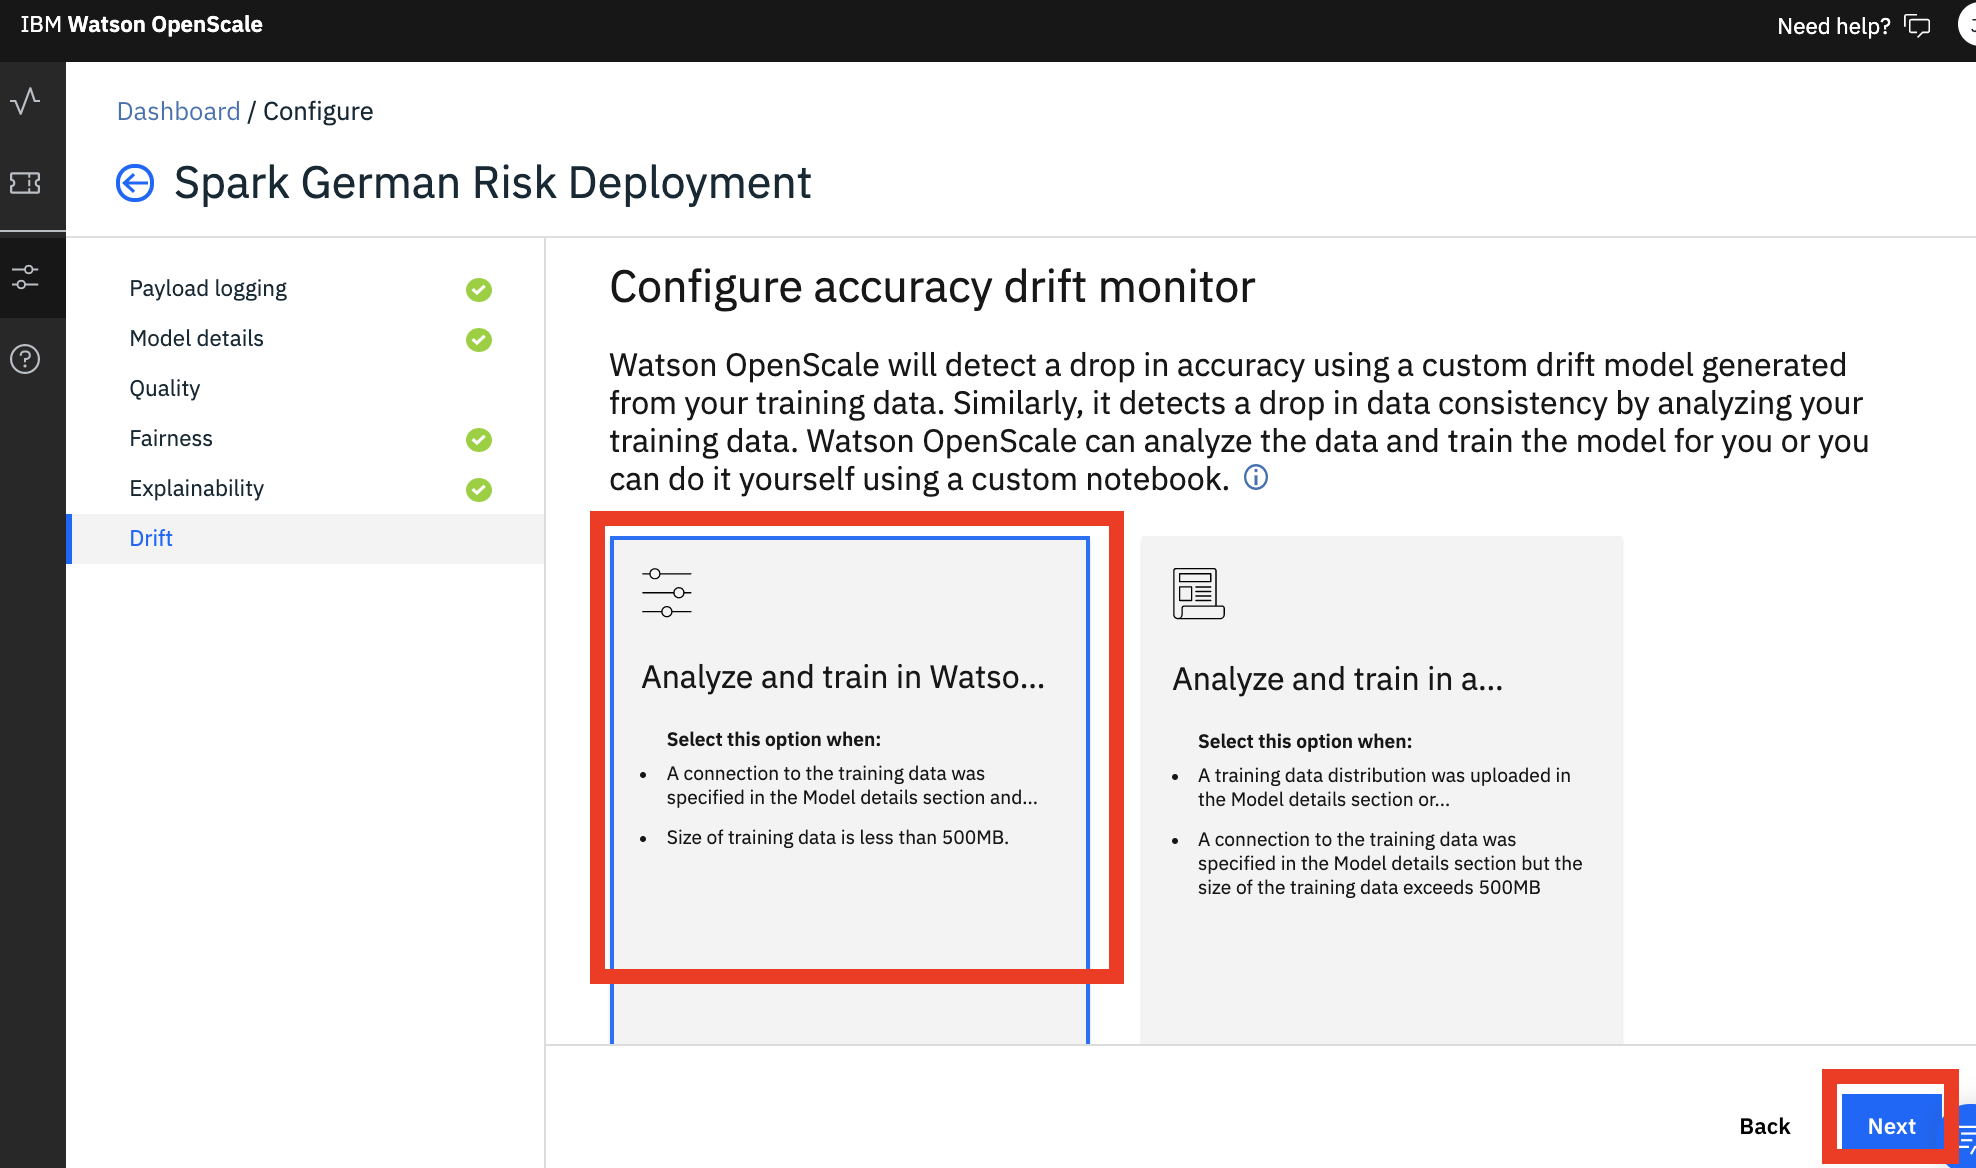 IBM Watson OpenScale
Need help?
Dashboard / Configure
Spark German Risk Deployment
Payload logging
Model details
Quality
Fairness
Explainability
Drift
Configure accuracy drift monitor
Watson OpenScale will detect a drop in accuracy using a custom drift model generated
from your training data. Similarly, it detects a drop in data consistency by analyzing your
training data. Watson OpenScale can analyze the data and train the model for you or you
can do it yourself using a custom notebook.
Analyze and train in Watso...
Select this option when:
• A connection to the training data was
specified in the Model details section and...
• Size of training data is less than 500MB.
Analyze and train in a...
Select this option when:
• A training data distribution was uploaded in
the Model details section or...
• A connection to the training data was
specified in the Model details section but the
size of the training data exceeds 500MB
Back
Next